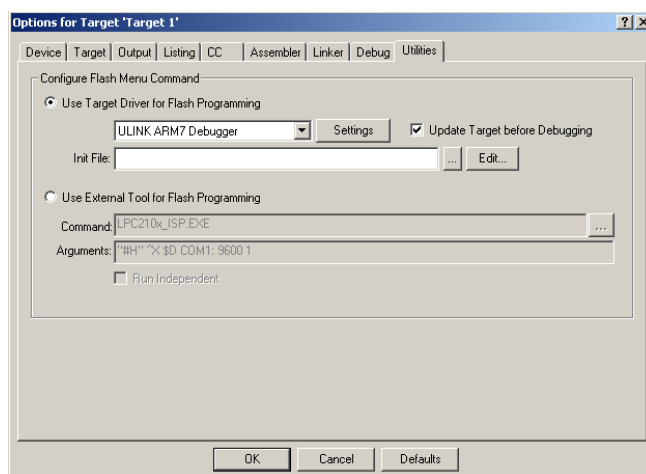 Options for Target 'Target 1'
Device Target Output Listing CC Assembler Linker Debug Utilities
Configure Flash Menu Command
Use Target Driver for Flash Programming
ULINK ARM7 Debugger Settings Update Target before Debugging
Init File: ... Edit...
Use External Tool for Flash Programming
Command: LPC210x_ISP.EXE ...
Arguments: "#H" ^X $D COM1: 9600 1
Run Independent
OK Cancel Defaults